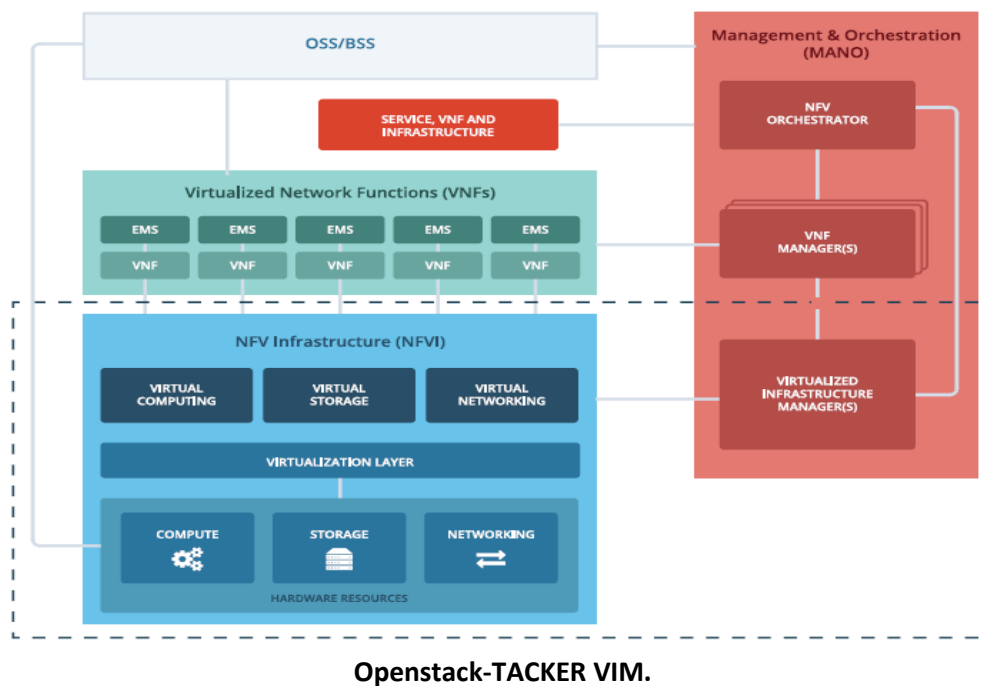 OSS/BSS
Management & Orchestration
(MANO)
NFV
ORCHESTRATOR
SERVICE, VNF AND
INFRASTRUCTURE
Virtualized Network Functions (VNFs)
EMS EMS EMS EMS EMS
VNF VNF VNF VNF VNF
VNF
MANAGER(S)
NFV Infrastructure (NFVI)
VIRTUAL
COMPUTING
VIRTUAL
STORAGE
VIRTUAL
NETWORKING
VIRTUALIZED
INFRASTRUCTURE
MANAGER(S)
VIRTUALIZATION LAYER
COMPUTE
STORAGE
NETWORKING
HARDWARE RESOURCES
Openstack-TACKER VIM.